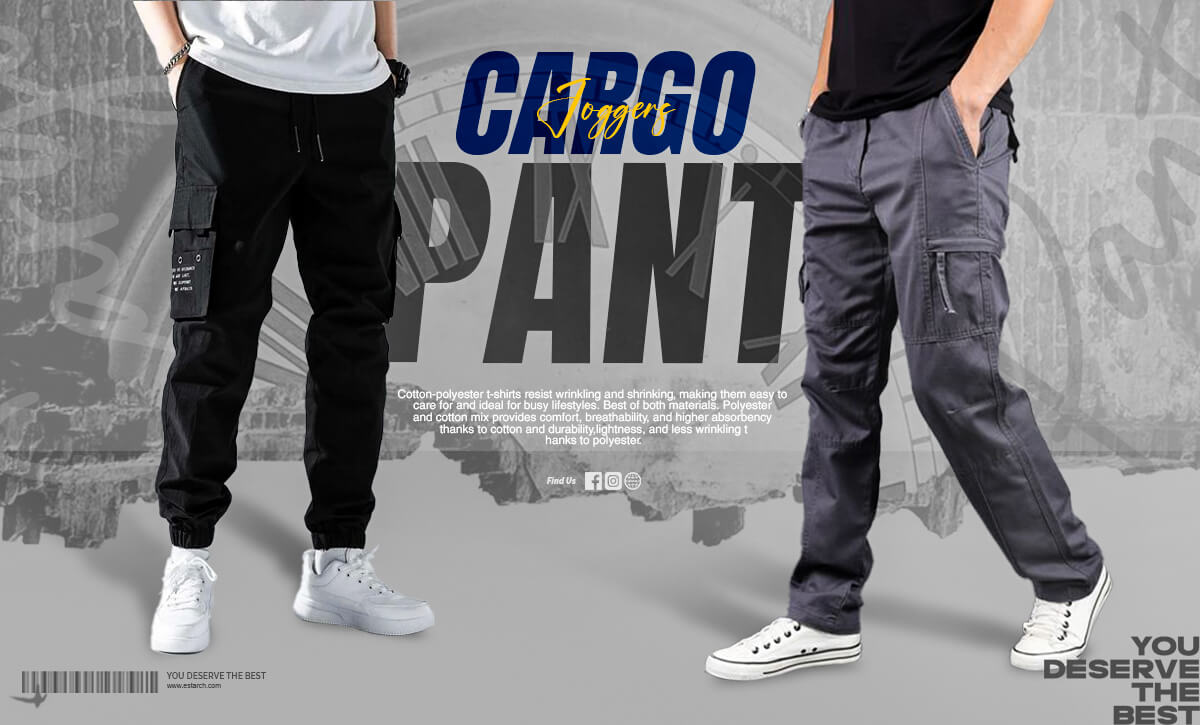 CARGO
Joggers
PANT
Cotton-polyester t-shirts resist wrinkling and shrinking, making them easy to
care for and ideal for busy lifestyles. Best of both materials. Polyester
and cotton mix provides comfort, breathability, and higher absorbency
thanks to cotton and durability,lightness, and less wrinkling t
hanks to polyester.
Find Us
YOU DESERVE THE BEST
www.estarch.com
YOU
DESERVE
THE
BEST